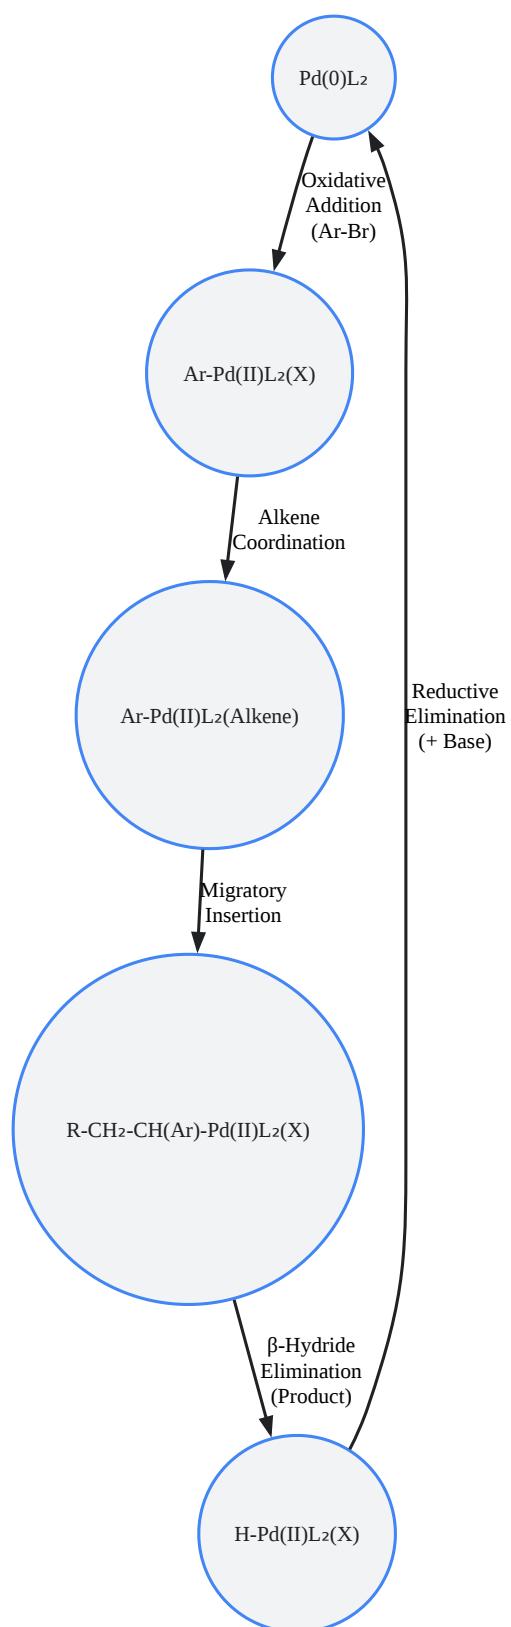 Pd(0)L₂
Oxidative
Addition
(Ar-Br)
Ar-Pd(II)L₂(X)
Alkene
Coordination
Ar-Pd(II)L₂(Alkene)
Reductive
Elimination
(+ Base)
Migratory
Insertion
R-CH₂-CH(Ar)-Pd(II)L₂(X)
β-Hydride
Elimination
(Product)
H-Pd(II)L₂(X)